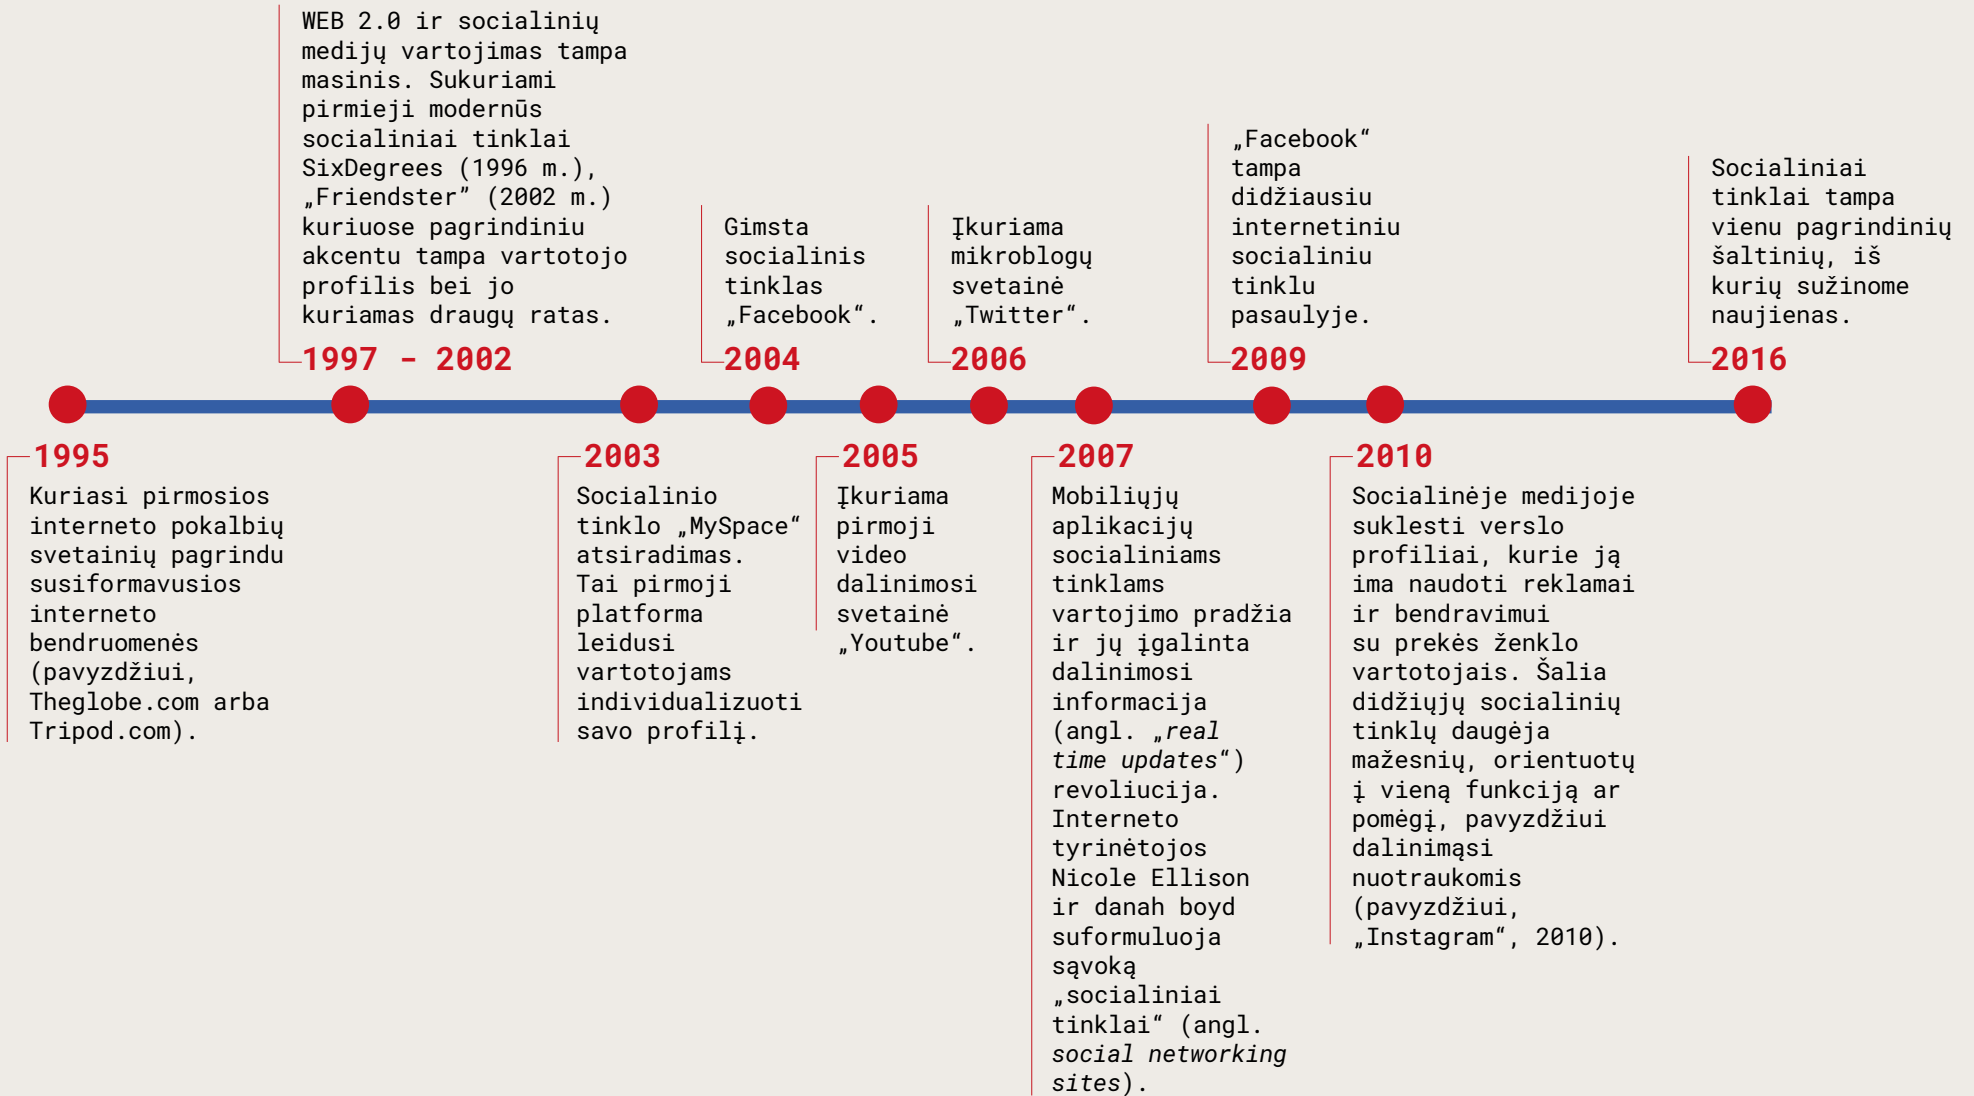 WEB 2.0 ir socialinių
medijų vartojimas tampa
masinis. Sukuriami
pirmieji modernūs
socialiniai tinklai
SixDegrees (1996 m.),
„Friendster” (2002 m.)
kuriuose pagrindiniu
akcentu tampa vartotojo
profilis bei jo
kuriamas draugų ratas.
1997 - 2002
Gimsta
socialinis
tinklas
„Facebook“.
2004
Įkuriama
mikroblogų
svetainė
„Twitter“.
2006
„Facebook“
tampa
didžiausiu
internetiniu
socialiniu
tinklu
pasaulyje.
2009
Socialiniai
tinklai tampa
vienu pagrindinių
šaltinių, iš
kurių sužinome
naujienas.
2016
1995
Kuriasi pirmosios
interneto pokalbių
svetainių pagrindu
susiformavusios
interneto
bendruomenės
(pavyzdžiui,
Theglobe.com arba
Tripod.com).
2003
Socialinio
tinklo „MySpace“
atsiradimas.
Tai pirmoji
platforma
leidusi
vartotojams
individualizuoti
savo profilį.
2005
Įkuriama
pirmoji
video
dalinimosi
svetainė
„Youtube“.
2007
Mobiliųjų
aplikacijų
socialiniams
tinklams
vartojimo pradžia
ir jų įgalinta
dalinimosi
informacija
(angl. „real
time updates“)
revoliucija.
Interneto
tyrinėtojos
Nicole Ellison
ir danah boyd
suformuluoja
sąvoką
„socialiniai
tinklai“ (angl.
social networking
sites).
2010
Socialinėje medijoje
suklesti verslo
profiliai, kurie ją
ima naudoti reklamai
ir bendravimui
su prekės ženklo
vartotojais. Šalia
didžiųjų socialinių
tinklų daugėja
mažesnių, orientuotų
į vieną funkciją ar
pomėgį, pavyzdžiui
dalinimąsi
nuotraukomis
(pavyzdžiui,
„Instagram“, 2010).